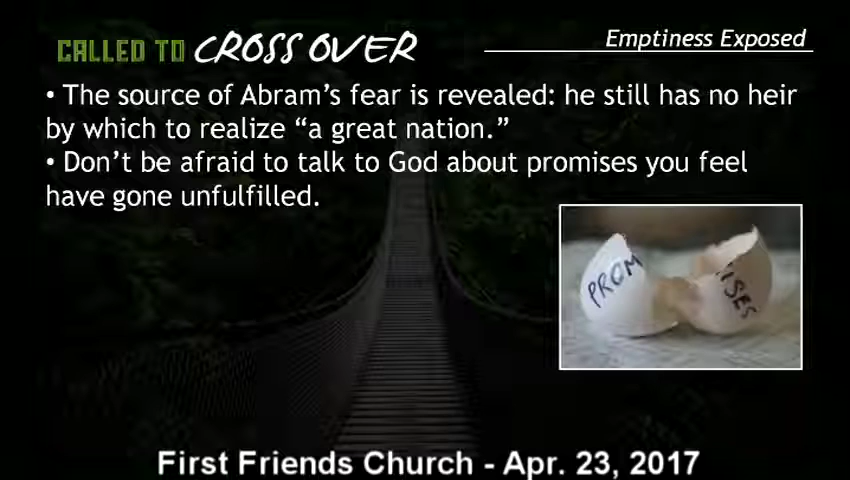 CALLED TO CROSS OVER
Emptiness Exposed
• The source of Abram’s fear is revealed: he still has no heir
by which to realize “a great nation.”
• Don’t be afraid to talk to God about promises you feel
have gone unfulfilled.
PROM ISES
First Friends Church - Apr. 23, 2017